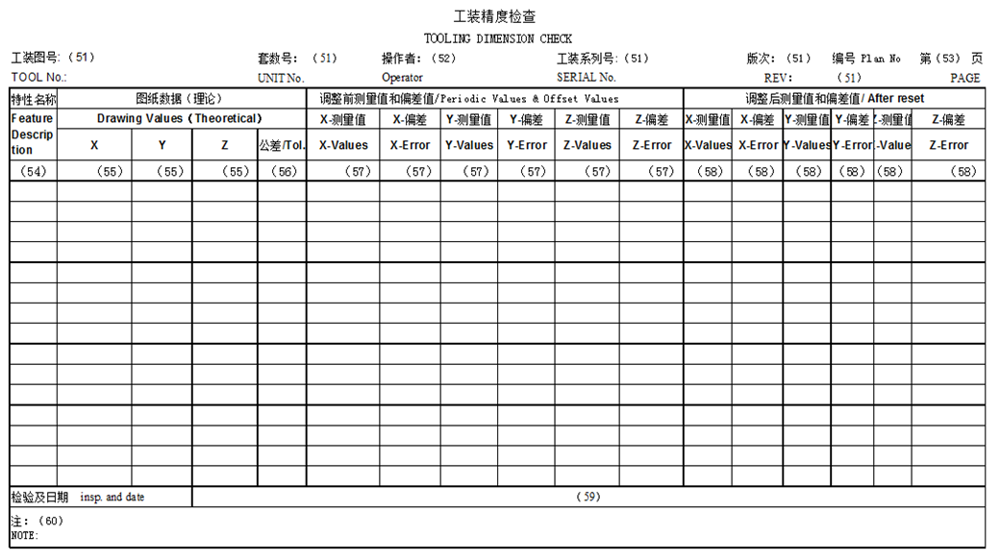 工装精度检查
TOOLING DIMENSION CHECK
工装图号:(51) 套数号: (51) 操作者:(52) 工装系列号:(51) 版次:(51) 编号 Plan No 第(53) 页
TOOL No.: UNIT No. Operator SERIAL No. REV: (51) PAGE
特性名称 图纸数据(理论) 调整前测量值和偏差值/Periodic Values & Offset Values 调整后测量值和偏差值/ After reset
Feature Drawing Values (Theoretical) X-测量值 X-偏差 Y-测量值 Y-偏差 Z-测量值 Z-偏差 X-测量值 X-偏差 Y-测量值 Y-偏差 Z-测量值 Z-偏差
Descrip
tion X Y Z 公差/Tol. X-Values X-Error Y-Values Y-Error Z-Values Z-Error X-Values X-Error Y-Values Y-Error -Value Z-Error
(54) (55) (55) (55) (56) (57) (57) (57) (57) (57) (57) (58) (58) (58) (58) (58) (58)
检验及日期 insp. and date (59)
注:(60)
NOTE: